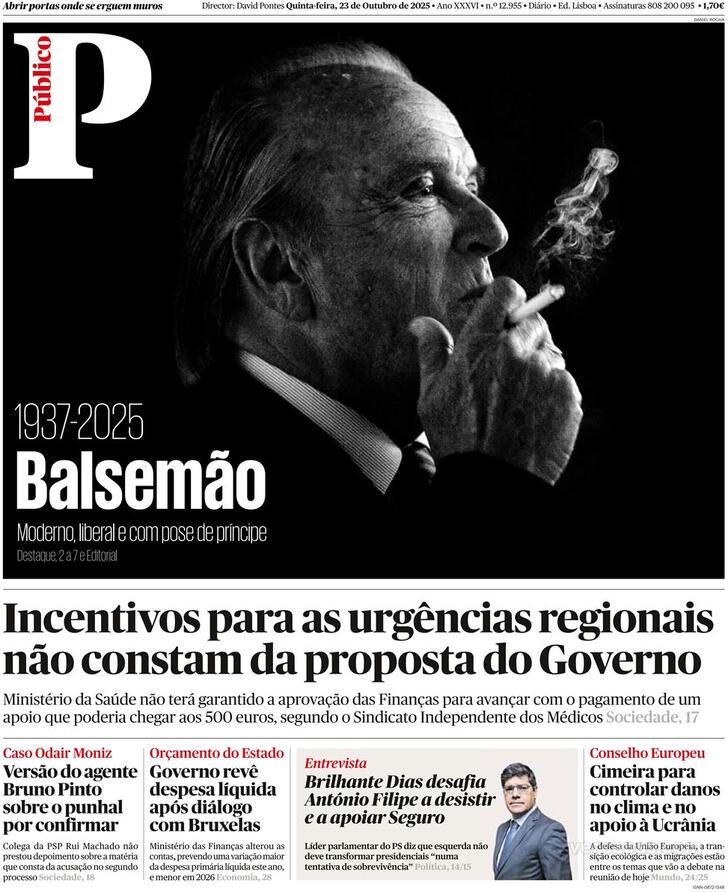 Abrir portas onde se erguem muros
Director: David Pontes Quinta-feira, 23 de Outubro de 2025 • Ano XXXVI • n.º 12.955 • Diário • Ed. Lisboa • Assinaturas 808 200 095 • 1,70€
DANIEL ROCHA
P
Público
1937-2025
Balsemão
Moderno, liberal e com pose de príncipe
Destaque, 2 a 7 e Editorial
Incentivos para as urgências regionais
não constam da proposta do Governo
Ministério da Saúde não terá garantido a aprovação das Finanças para avançar com o pagamento de um
apoio que poderia chegar aos 500 euros, segundo o Sindicato Independente dos Médicos Sociedade, 17
Caso Odair Moniz
Versão do agente
Bruno Pinto
sobre o punhal
por confirmar
Colega da PSP Rui Machado não
prestou depoimento sobre a matéria
que consta da acusação no segundo
processo Sociedade, 18
Orçamento do Estado
Governo revê
despesa líquida
após diálogo
com Bruxelas
Ministério das Finanças alterou as
contas, prevendo uma variação maior
da despesa primária líquida este ano,
e menor em 2026 Economia, 28
Entrevista
Brilhante Dias desafia
António Filipe a desistir
e a apoiar Seguro
Líder parlamentar do PS diz que esquerda não
deve transformar presidenciais "numa
tentativa de sobrevivência" Política, 14/15
Conselho Europeu
Cimeira para
controlar danos
no clima e no
apoio à Ucrânia
A defesa da União Europeia, a tran-
sição ecológica e as migrações estão
entre os temas que vão a debate na
reunião de hoje Mundo, 24/25
ISNN-0872-1548